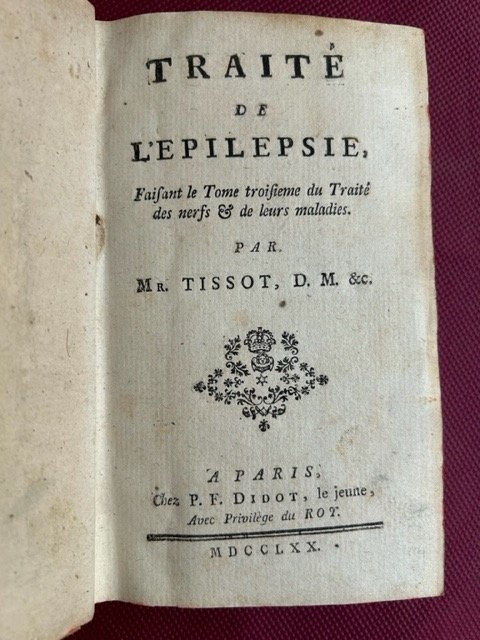 TRAITÉ
DE
L'EPILEPSIE,
Faiſant le Tome troiſieme du Traité
des nerfs & de leurs maladies.
PAR
MR. TISSOT, D. M. &c.
A PARIS,
Chez P. F. DIDOT, le jeune,
Avec Privilège du ROY.
MDCCLXX.